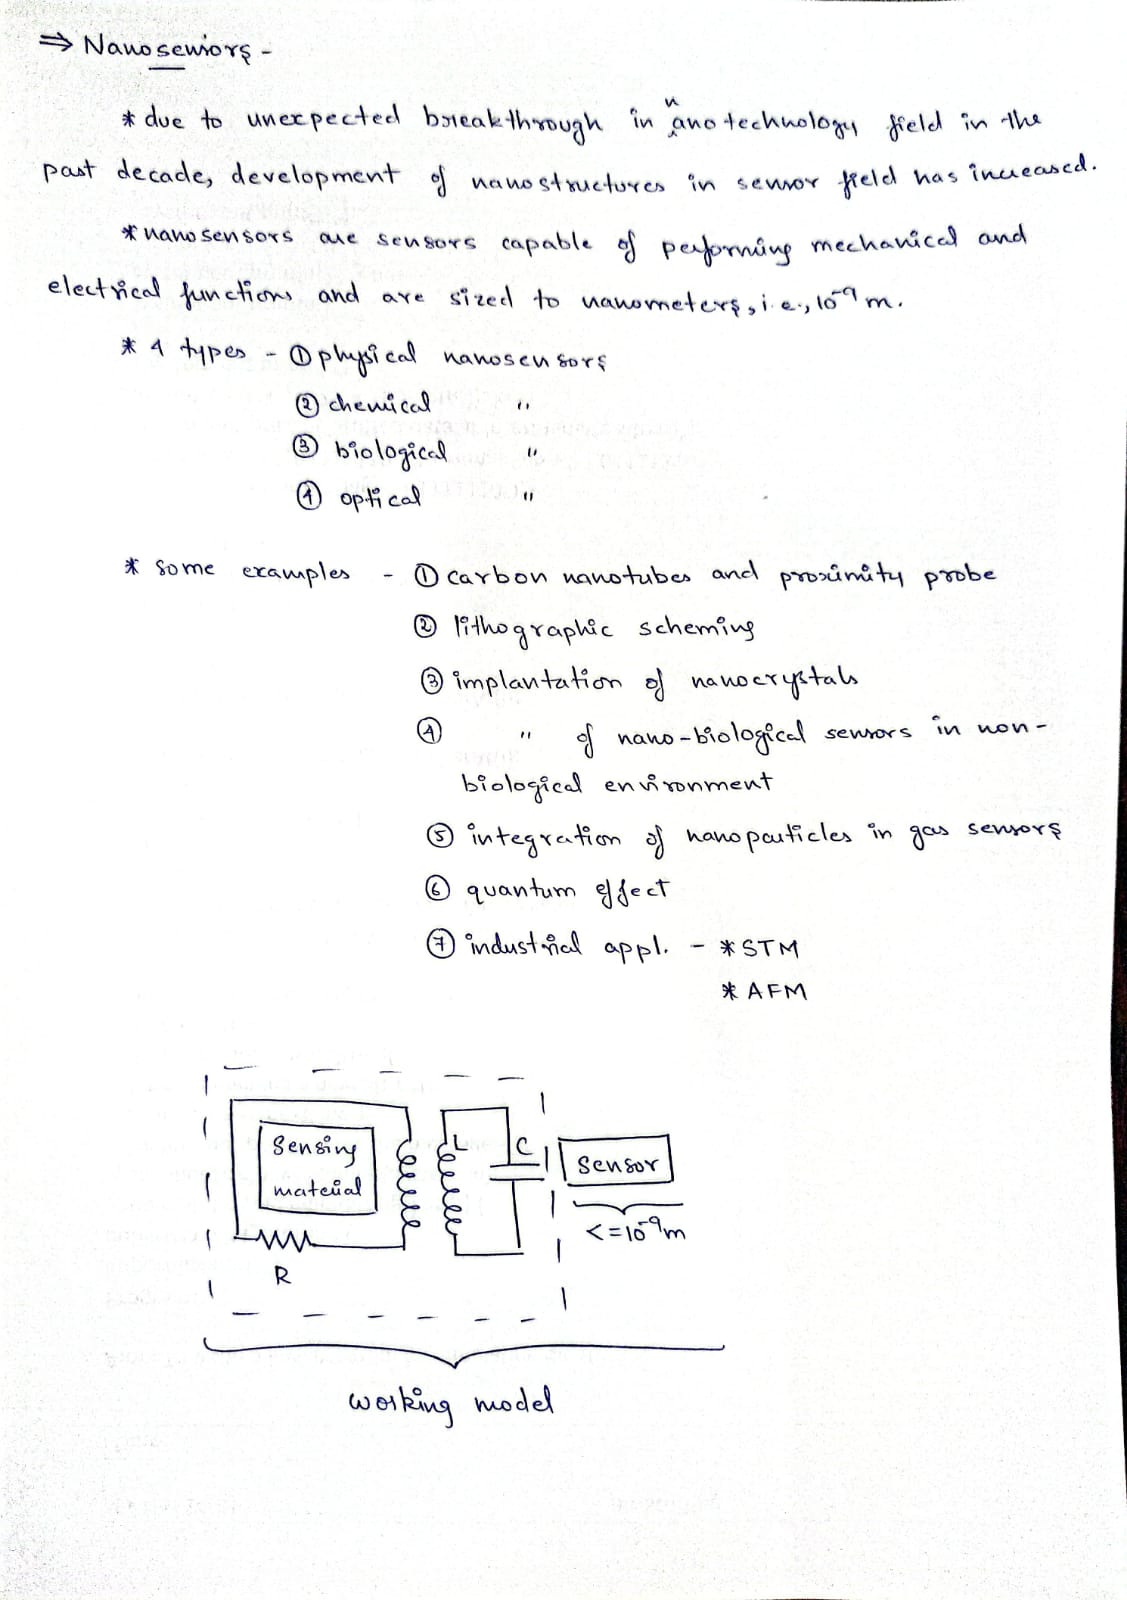 ⇒ Nanosensors -
* due to unexpected breakthrough in nanotechnology field in the
past decade, development of nanostructures in sensor field has increased.
* nanosensors are sensors capable of performing mechanical and
electrical functions and are sized to nanometers, i.e., 10⁻⁹ m.
* 4 types - ① physical nanosensors
② chemical "
③ biological "
④ optical "
* some examples - ① carbon nanotubes and proximity probe
② lithographic scheming
③ implantation of nanocrystals
④ " of nano-biological sensors in non-
biological environment
⑤ integration of nanoparticles in gas sensors
⑥ quantum effect
⑦ industrial appl. - * STM
* AFM
Sensing
material
R
L
C
Sensor
<=10⁻⁹m
working model